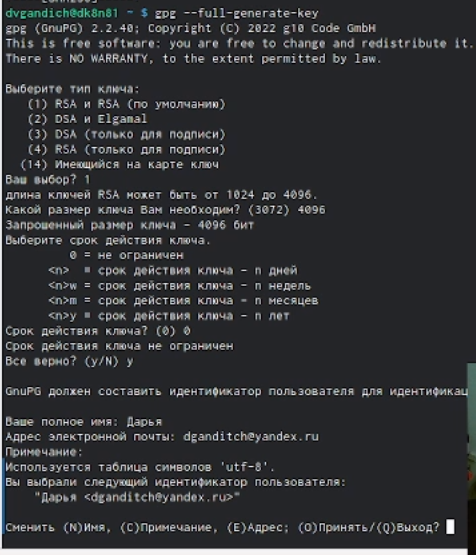 dvgandich@dk8n81 ~ $ gpg --full-generate-key
gpg (GnuPG) 2.2.40; Copyright (C) 2022 g10 Code GmbH
This is free software: you are free to change and redistribute it.
There is NO WARRANTY, to the extent permitted by law.
Выберите тип ключа:
(1) RSA и RSA (по умолчанию)
(2) DSA и Elgamal
(3) DSA (только для подписи)
(4) RSA (только для подписи)
(14) Имеющийся на карте ключ
Ваш выбор? 1
длина ключей RSA может быть от 1024 до 4096.
Какой размер ключа Вам необходим? (3072) 4096
Запрошенный размер ключа - 4096 бит
Выберите срок действия ключа.
0 = не ограничен
<n> = срок действия ключа - n дней
<n>w = срок действия ключа - n недель
<n>m = срок действия ключа - n месяцев
<n>y = срок действия ключа - n лет
Срок действия ключа? (0) 0
Срок действия ключа не ограничен
Все верно? (y/N) y
GnuPG должен составить идентификатор пользователя для идентификац
Ваше полное имя: Дарья
Адрес электронной почты: dganditch@yandex.ru
Примечание:
Используется таблица символов 'utf-8'.
Вы выбрали следующий идентификатор пользователя:
"Дарья <dganditch@yandex.ru>"
Сменить (N)Имя, (C)Примечание, (E)Адрес; (O)Принять/(Q)Выход?